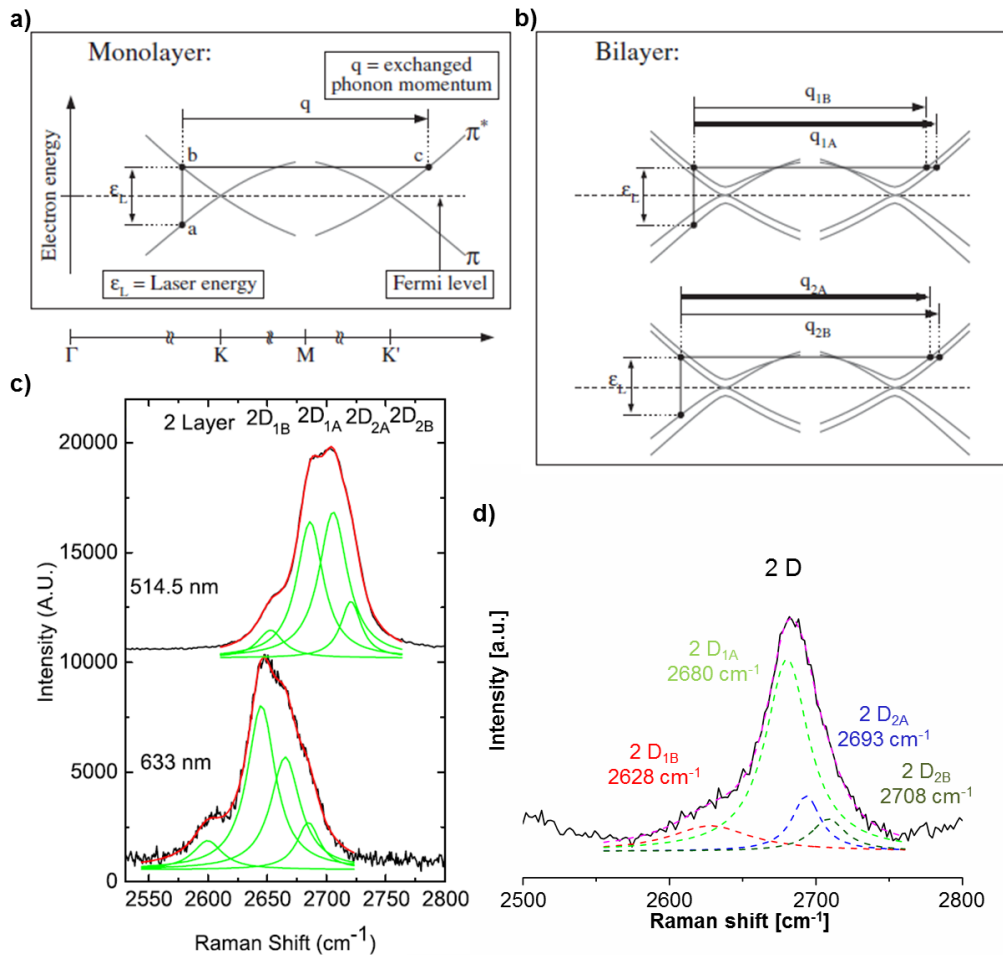 a)
Monolayer:
q = exchanged
phonon momentum
q
Electron energy
π*
b
c
εL
a
π
εL = Laser energy
Fermi level
Γ
K
M
K'
b)
Bilayer:
q1B
q1A
εL
q2A
q2B
εL
c)
2 Layer 2D1B 2D1A 2D2A 2D2B
20000
15000
10000
5000
0
514.5 nm
633 nm
Intensity (A.U.)
2550 2600 2650 2700 2750 2800
Raman Shift (cm-1)
d)
2 D
2 D1A
2680 cm-1
2 D2A
2693 cm-1
2 D1B
2628 cm-1
2 D2B
2708 cm-1
Intensity [a.u.]
2500 2600 2700 2800
Raman shift [cm-1]